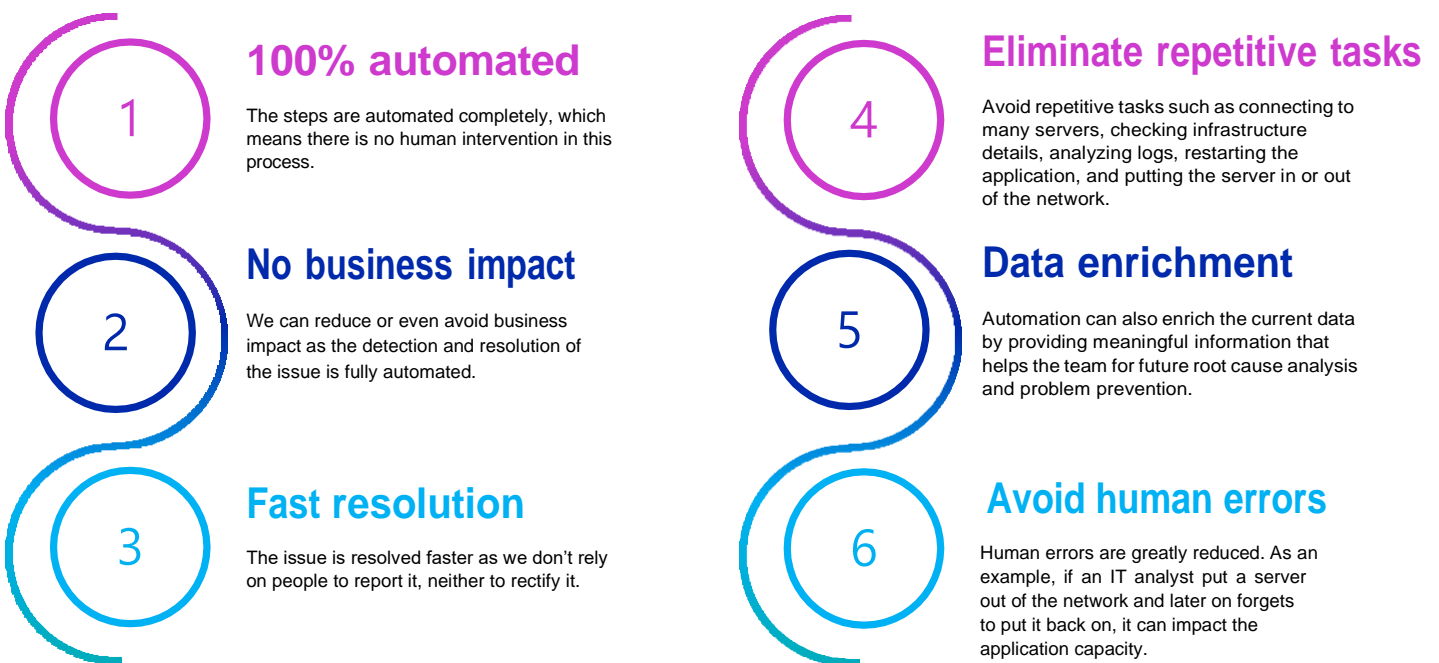 1
100% automated
The steps are automated completely, which
means there is no human intervention in this
process.
2
No business impact
We can reduce or even avoid business
impact as the detection and resolution of
the issue is fully automated.
3
Fast resolution
The issue is resolved faster as we don’t rely
on people to report it, neither to rectify it.
4
Eliminate repetitive tasks
Avoid repetitive tasks such as connecting to
many servers, checking infrastructure
details, analyzing logs, restarting the
application, and putting the server in or out
of the network.
5
Data enrichment
Automation can also enrich the current data
by providing meaningful information that
helps the team for future root cause analysis
and problem prevention.
6
Avoid human errors
Human errors are greatly reduced. As an
example, if an IT analyst put a server
out of the network and later on forgets
to put it back on, it can impact the
application capacity.